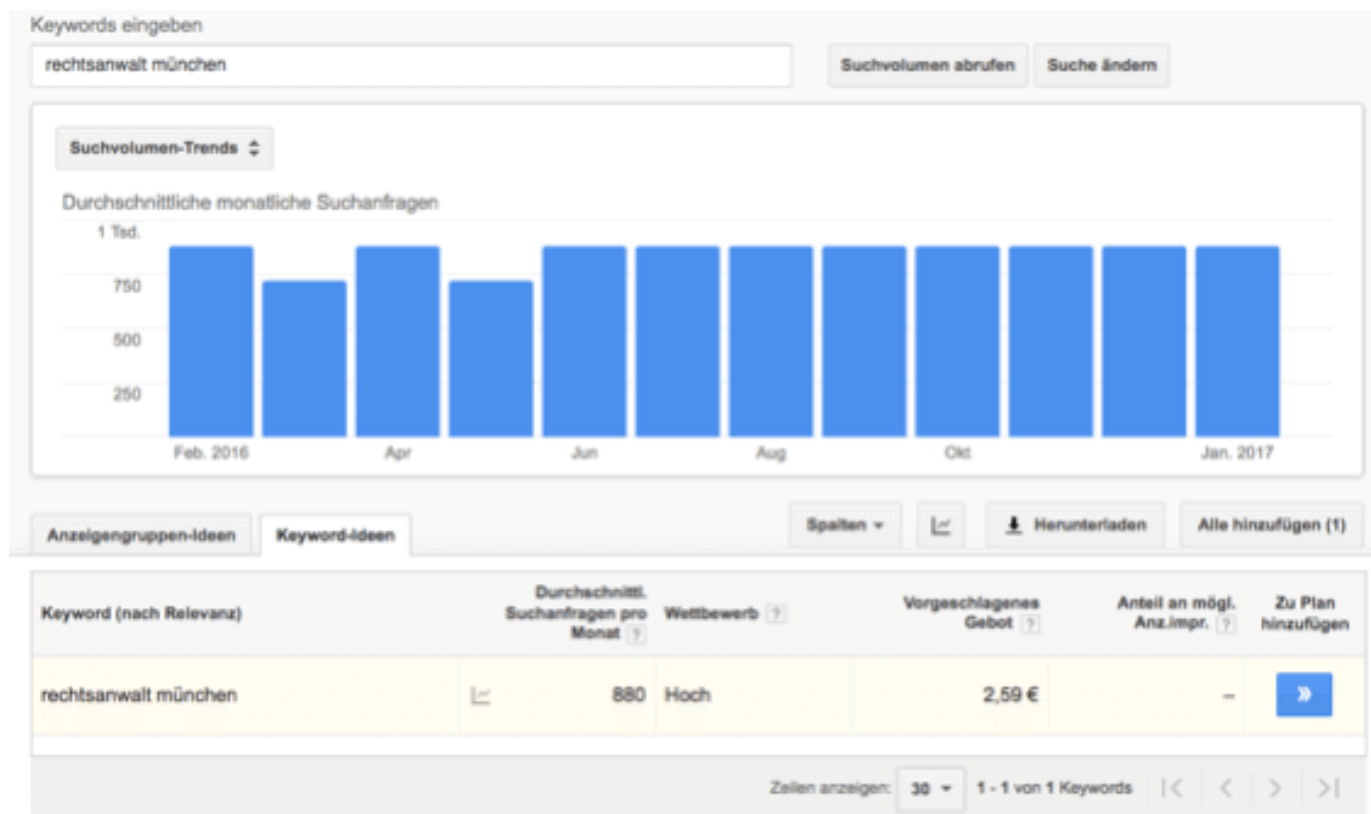 Keywords eingeben
rechtsanwalt münchen
Suchvolumen abrufen
Suche ändern
Suchvolumen-Trends
Durchschnittliche monatliche Suchanfragen
1 Tsd.
750
500
250
Feb. 2016 Apr Jun Aug Okt Jan. 2017
Anzeigengruppen-Ideen Keyword-Ideen Spalten Herunterladen Alle hinzufügen (1)
Keyword (nach Relevanz)
Durchschnittl.
Suchanfragen pro
Monat ?
Wettbewerb ?
Vorgeschlagenes
Gebot ?
Anteil an mögl.
Anz.impr. ?
Zu Plan
hinzufügen
rechtsanwalt münchen 880 Hoch 2,59 € – »
Zeilen anzeigen: 30 1 - 1 von 1 Keywords |< < > >|